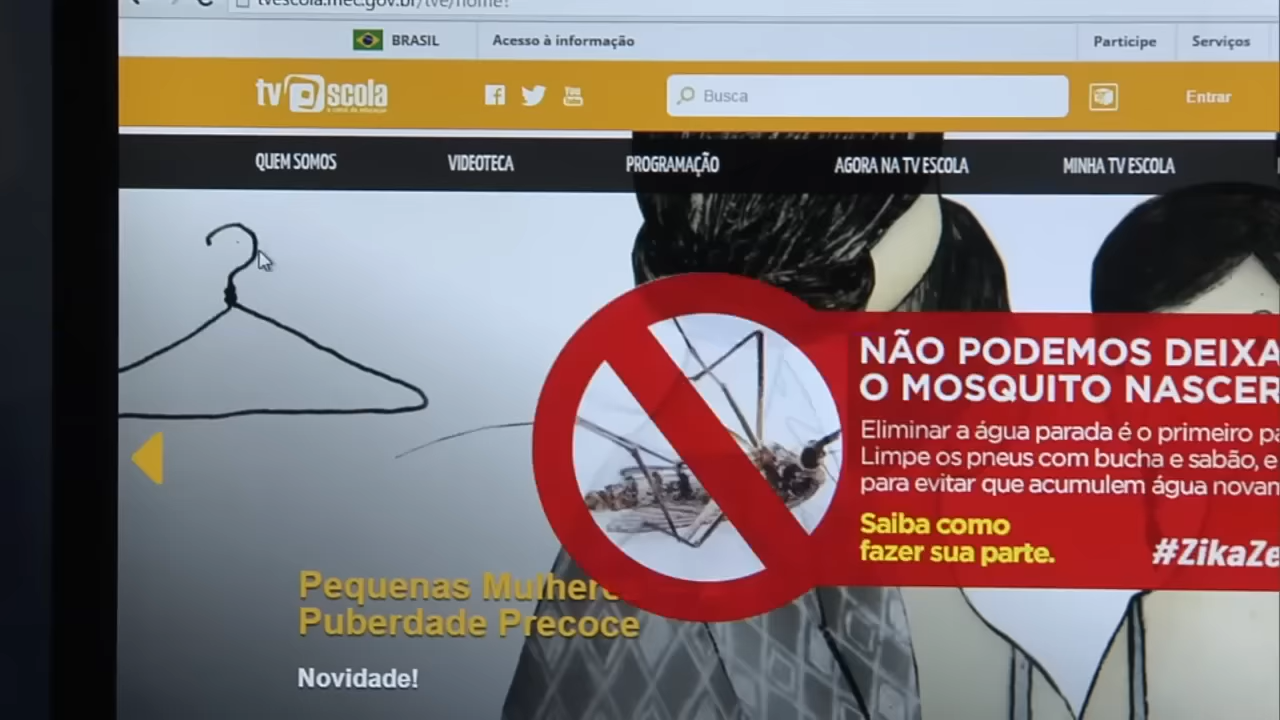 tvescola.mec.gov.br/tve/home?
BRASIL
Acesso à informação
Participe
Serviços
tv escola
Busca
Entrar
QUEM SOMOS
VIDEOTECA
PROGRAMAÇÃO
AGORA NA TV ESCOLA
MINHA TV ESCOLA
NÃO PODEMOS DEIXA
O MOSQUITO NASCER
Eliminar a água parada é o primeiro pa
Limpe os pneus com bucha e sabão, e
para evitar que acumulem água novam
Saiba como
fazer sua parte.
#ZikaZe
Pequenas Mulhere
Puberdade Precoce
Novidade!